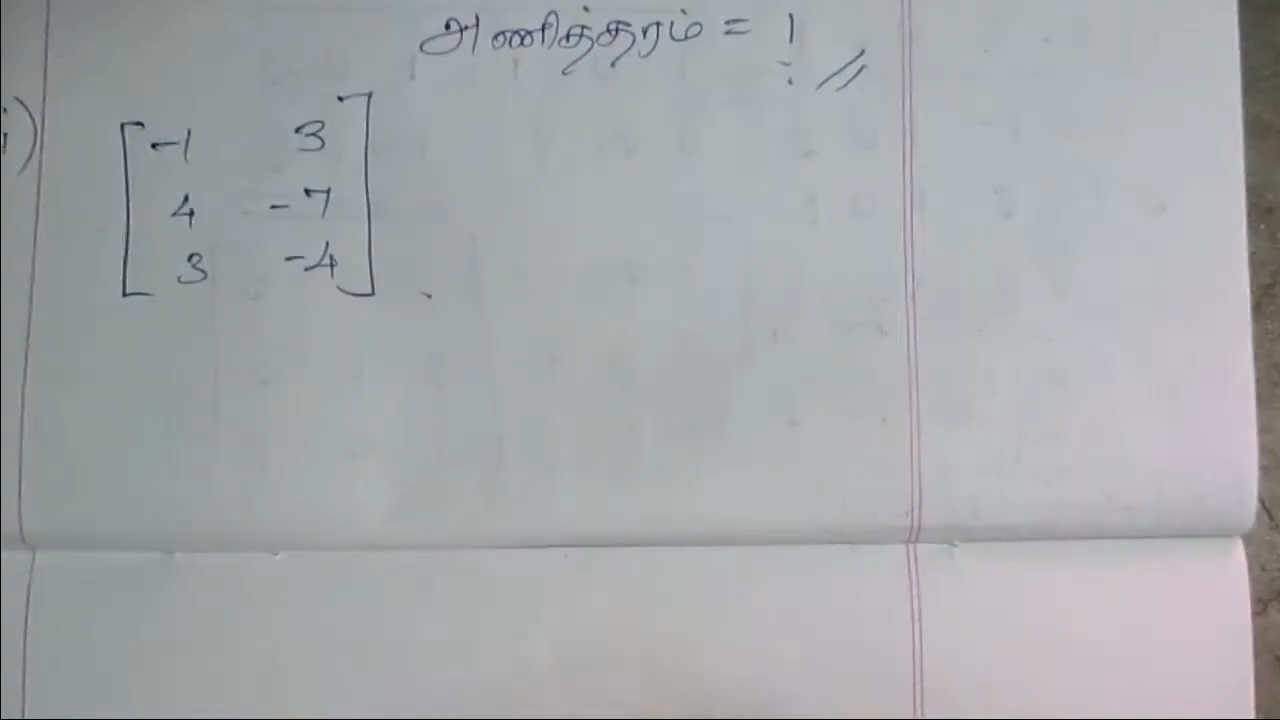 அணித்தரம் = 1
i)
[ -1 3
4 -7
3 -4 ] .